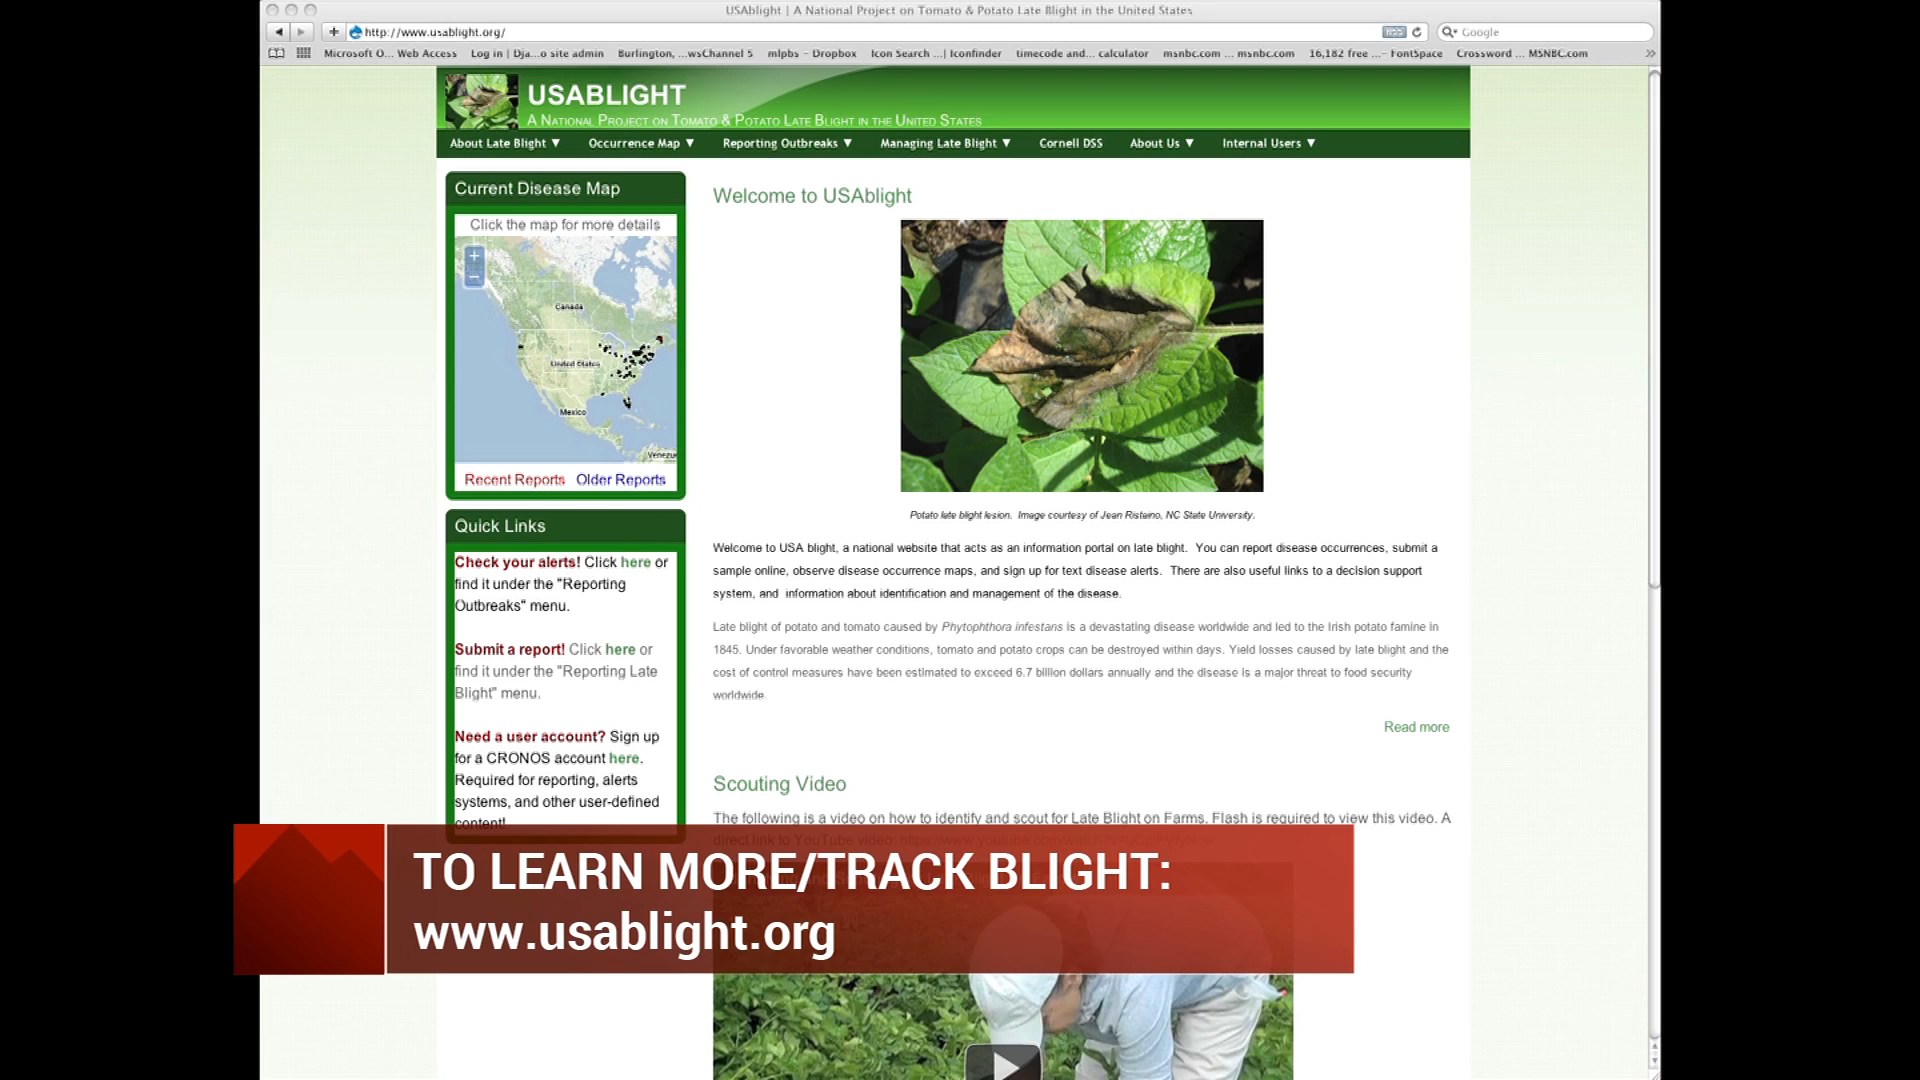 USAblight | A National Project on Tomato & Potato Late Blight in the United States
http://www.usablight.org/
Google
Microsoft O... Web Access Log in | Dja...o site admin Burlington, ...wsChannel 5 mlpbs - Dropbox Icon Search ...| Iconfinder timecode and... calculator msnbc.com ... msnbc.com 16,182 free ...- FontSpace Crossword ... MSNBC.com
USABLIGHT
A National Project on Tomato & Potato Late Blight in the United States
About Late Blight ▼ Occurrence Map ▼ Reporting Outbreaks ▼ Managing Late Blight ▼ Cornell DSS About Us ▼ Internal Users ▼
Current Disease Map
Click the map for more details
+
−
Canada
United States
Mexico
Venezu
Recent Reports Older Reports
Quick Links
Check your alerts! Click here or
find it under the "Reporting
Outbreaks" menu.
Submit a report! Click here or
find it under the "Reporting Late
Blight" menu.
Need a user account? Sign up
for a CRONOS account here.
Required for reporting, alerts
systems, and other user-defined
content!
Welcome to USAblight
Potato late blight lesion. Image courtesy of Jean Ristaino, NC State University.
Welcome to USA blight, a national website that acts as an information portal on late blight. You can report disease occurrences, submit a
sample online, observe disease occurrence maps, and sign up for text disease alerts. There are also useful links to a decision support
system, and information about identification and management of the disease.
Late blight of potato and tomato caused by Phytophthora infestans is a devastating disease worldwide and led to the Irish potato famine in
1845. Under favorable weather conditions, tomato and potato crops can be destroyed within days. Yield losses caused by late blight and the
cost of control measures have been estimated to exceed 6.7 billion dollars annually and the disease is a major threat to food security
worldwide.
Read more
Scouting Video
The following is a video on how to identify and scout for Late Blight on Farms. Flash is required to view this video. A
direct link to YouTube video:
TO LEARN MORE/TRACK BLIGHT:
www.usablight.org